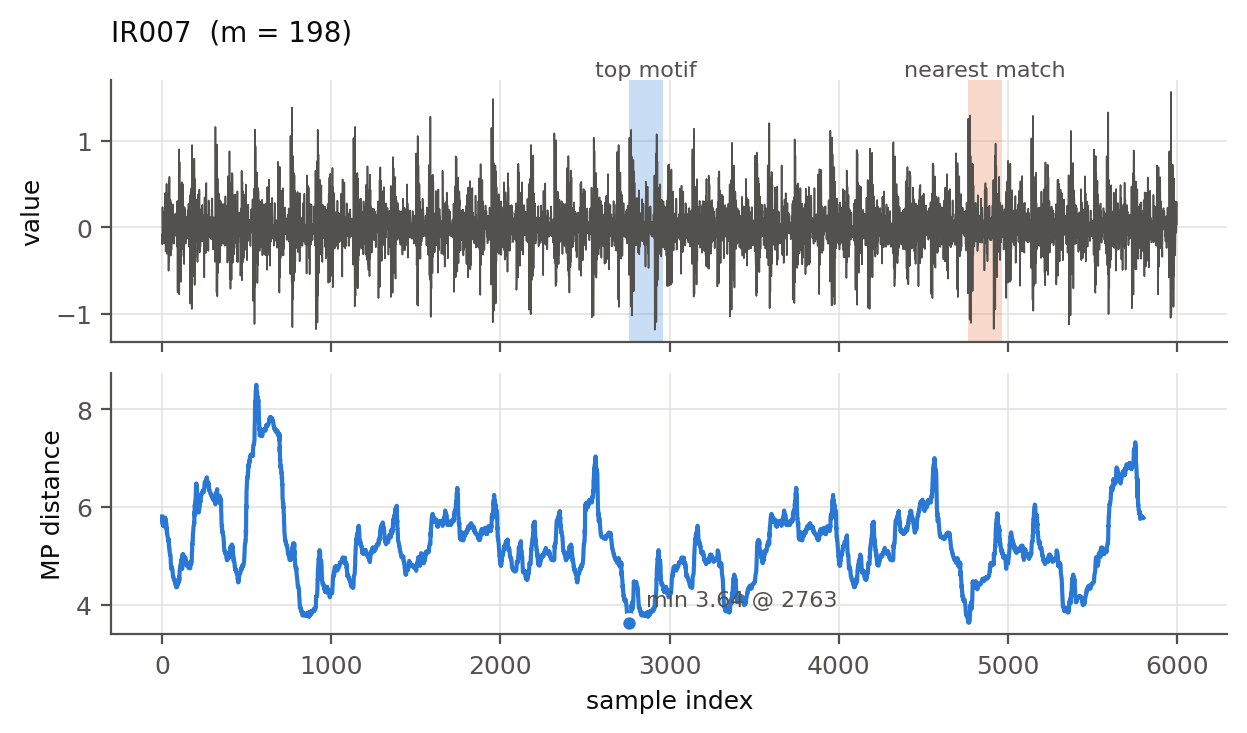 IR007 (m = 198)
top motif
nearest match
value
1
0
−1
MP distance
8
6
4
min 3.64 @ 2763
0
1000
2000
3000
4000
5000
6000
sample index